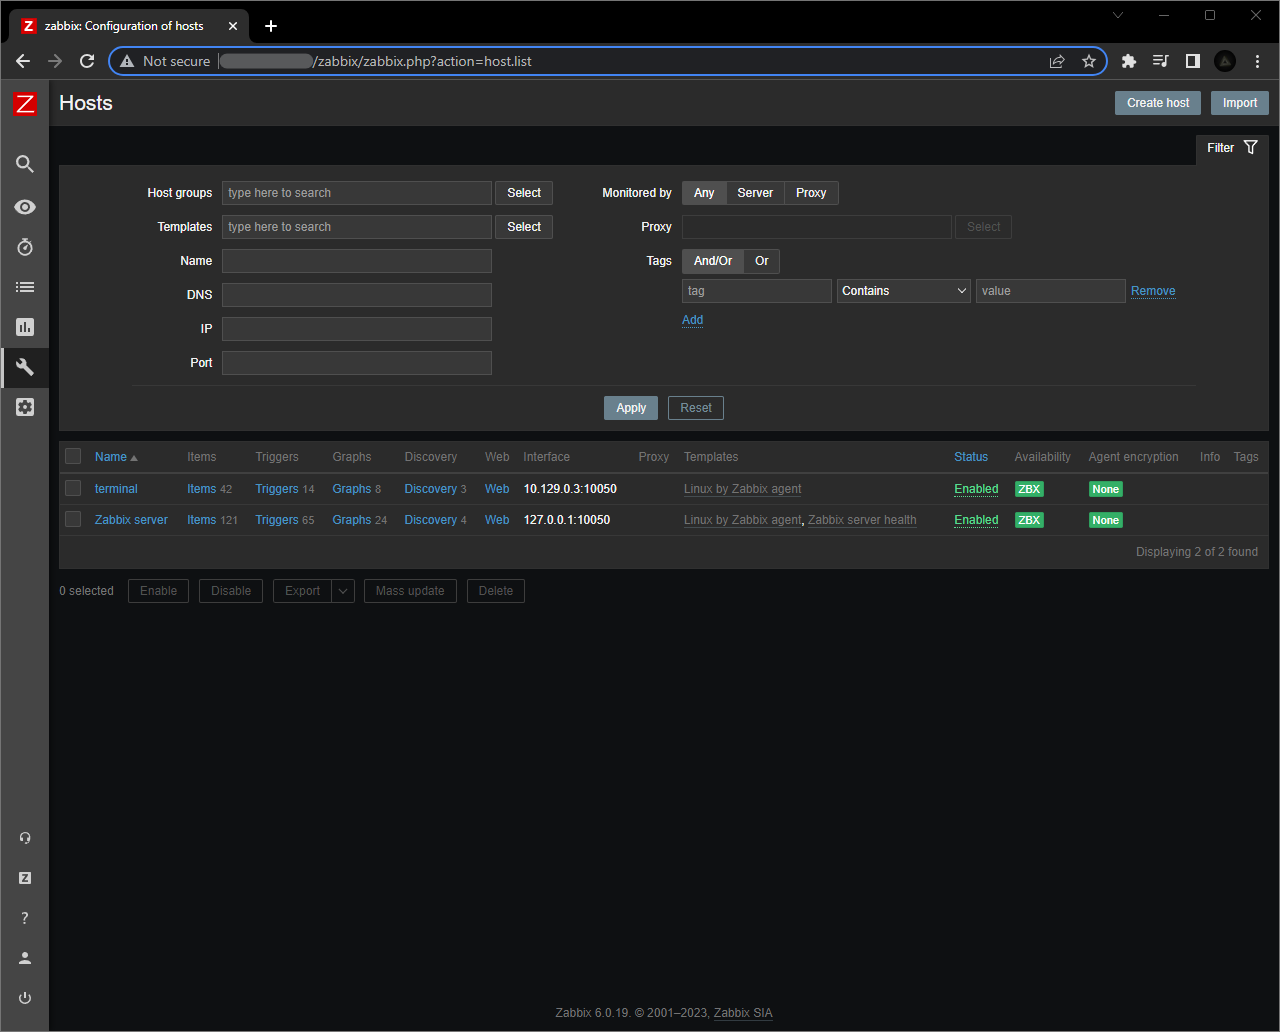 Z zabbix: Configuration of hosts
Not secure /zabbix/zabbix.php?action=host.list
Z Hosts Create host Import
Filter
Host groups type here to search Select Monitored by Any Server Proxy
Templates type here to search Select Proxy Select
Name Tags And/Or Or
DNS tag Contains value Remove
IP Add
Port
Apply Reset
Name Items Triggers Graphs Discovery Web Interface Proxy Templates Status Availability Agent encryption Info Tags
terminal Items 42 Triggers 14 Graphs 8 Discovery 3 Web 10.129.0.3:10050 Linux by Zabbix agent Enabled ZBX None
Zabbix server Items 121 Triggers 65 Graphs 24 Discovery 4 Web 127.0.0.1:10050 Linux by Zabbix agent, Zabbix server health Enabled ZBX None
Displaying 2 of 2 found
0 selected Enable Disable Export Mass update Delete
Z
?
Zabbix 6.0.19. © 2001–2023, Zabbix SIA